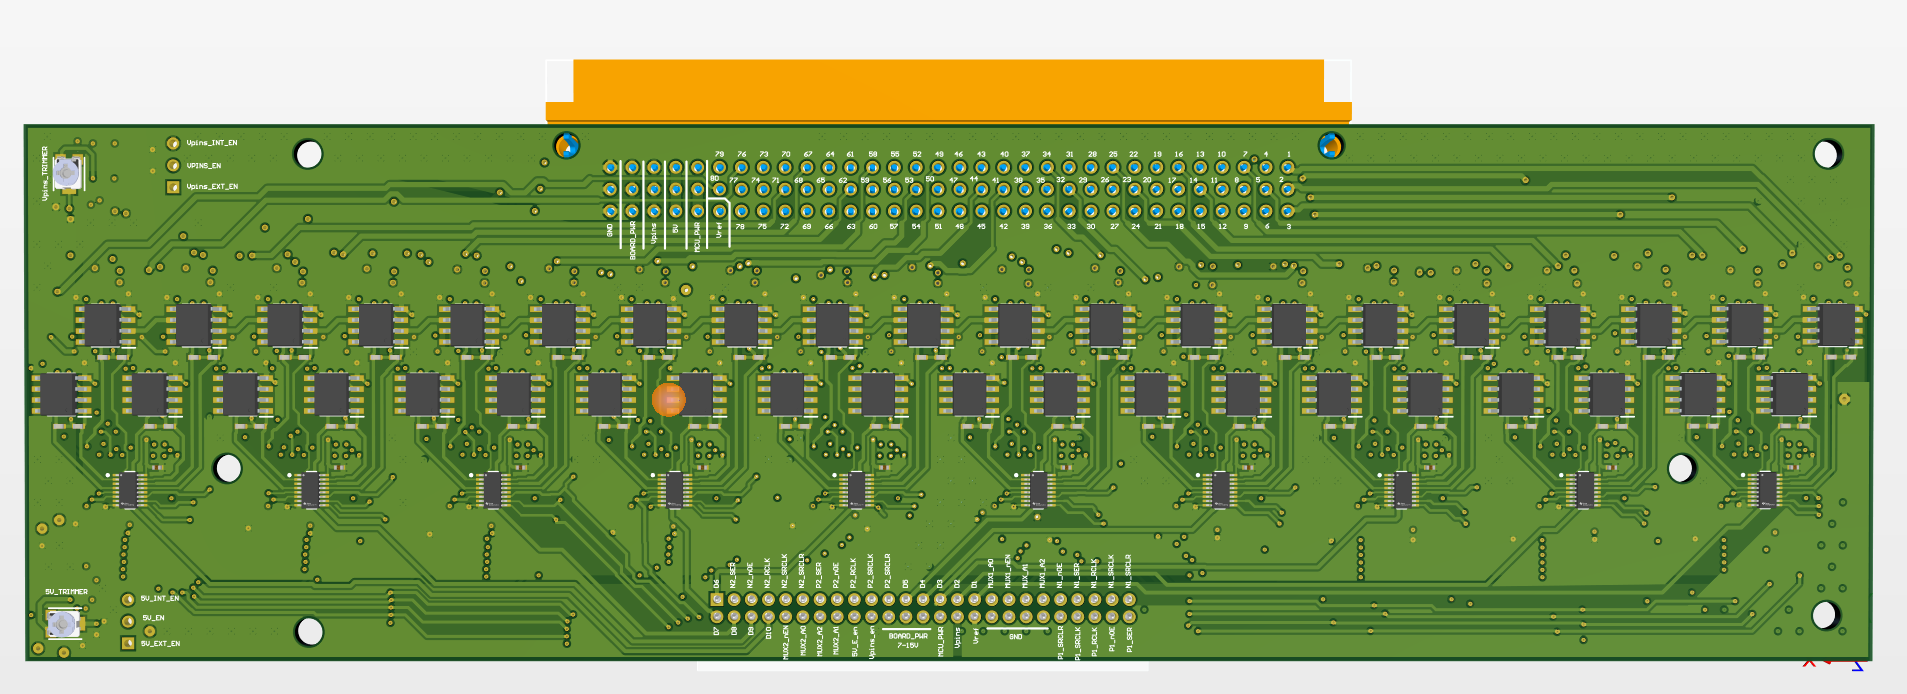 Vpins_TRIMMER
Vpins_INT_EN
VPINS_EN
Vpins_EXT_EN
79 76 73 70 67 64 61 58 55 52 49 46 43 40 37 34 31 28 25 22 19 16 13 10 7 4 1
80 77 74 71 68 65 62 59 56 53 50 47 44 41 38 35 32 29 26 23 20 17 14 11 8 5 2
78 75 72 69 66 63 60 57 54 51 48 45 42 39 36 33 30 27 24 21 18 15 12 9 6 3
GND BOARD_PWR Vpins 5V MCU_PWR Vref
D6 N2_SER N2_nOE N2_RCLK N2_SRCLK N2_SRCLR P2_SER P2_nOE P2_RCLK P2_SRCLK P2_SRCLR D5 D4 D3 D2 D1 MUX1_A0 MUX1_nEN MUX_A1 MUX1_A2 N1_nOE N1_SER N1_RCLK N1_SRCLK N1_SRCLR
D7 D8 D9 D10 MUX2_nEN MUX2_A0 MUX2_A2 MUX2_A1 5V_E_en Vpins_en BOARD_PWR MCU_PWR Vpins Vref GND P1_SRCLR P1_SRCLK P1_RCLK P1_nOE P1_SER
7-15V
5V_TRIMMER
5V_INT_EN
5V_EN
5V_EXT_EN